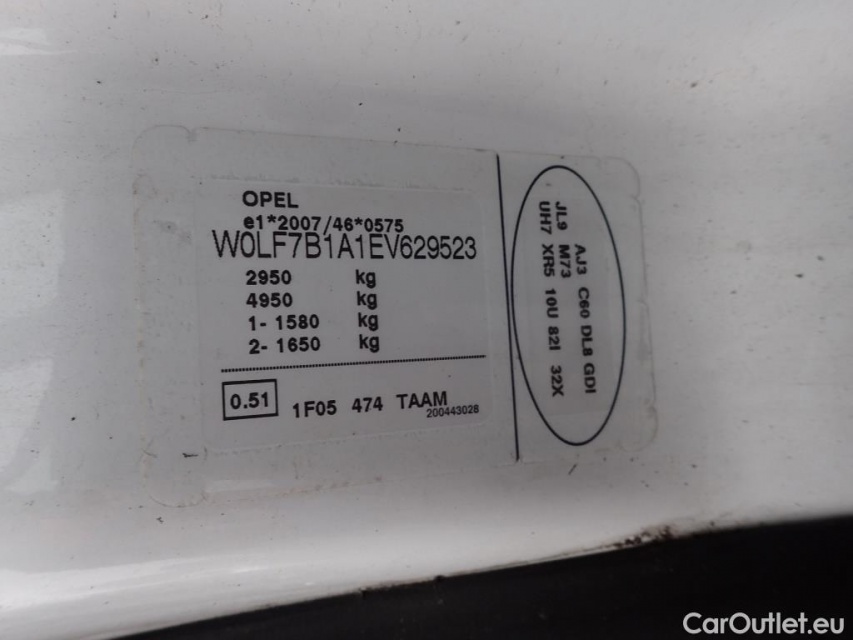 OPEL
e1*2007/46*0575
W0LF7B1A1EV629523
2950 kg
4950 kg
1- 1580 kg
2- 1650 kg
0.51 1F05 474 TAAM
200443028
AJ3 C60 DL8 GDI
JL9 M73
UH7 XR5 10U 82I 32X
CarOutlet.eu